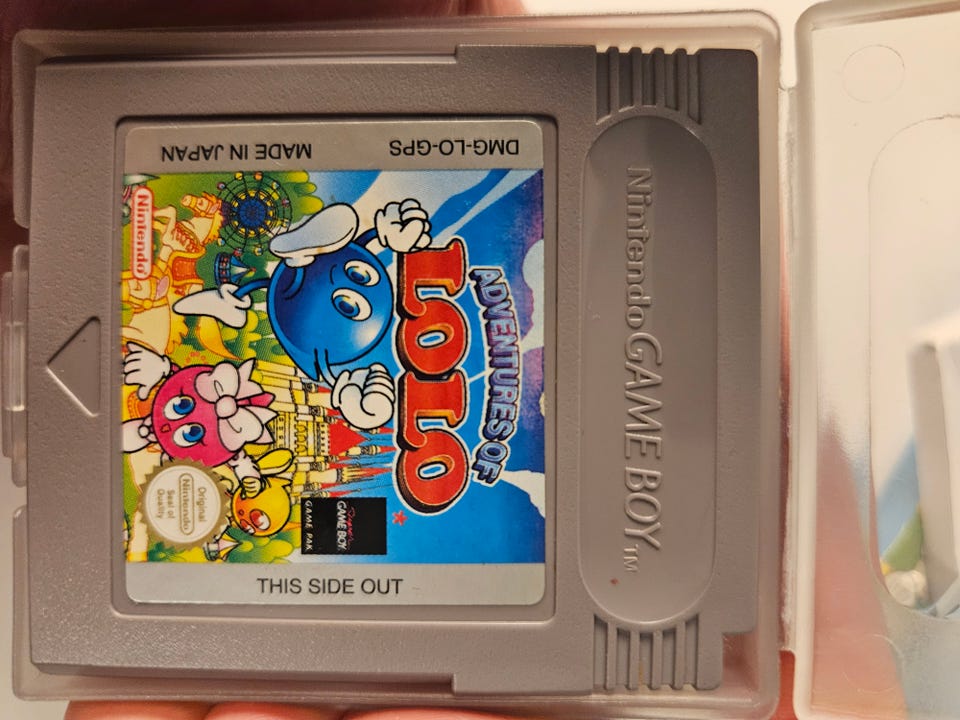 Nintendo GAME BOY TM
DMG-LO-GPS
MADE IN JAPAN
ADVENTURES OF
LOLO
Nintendo
Super
GAME BOY
GAME PAK
Original
Nintendo
Seal of
Quality
THIS SIDE OUT